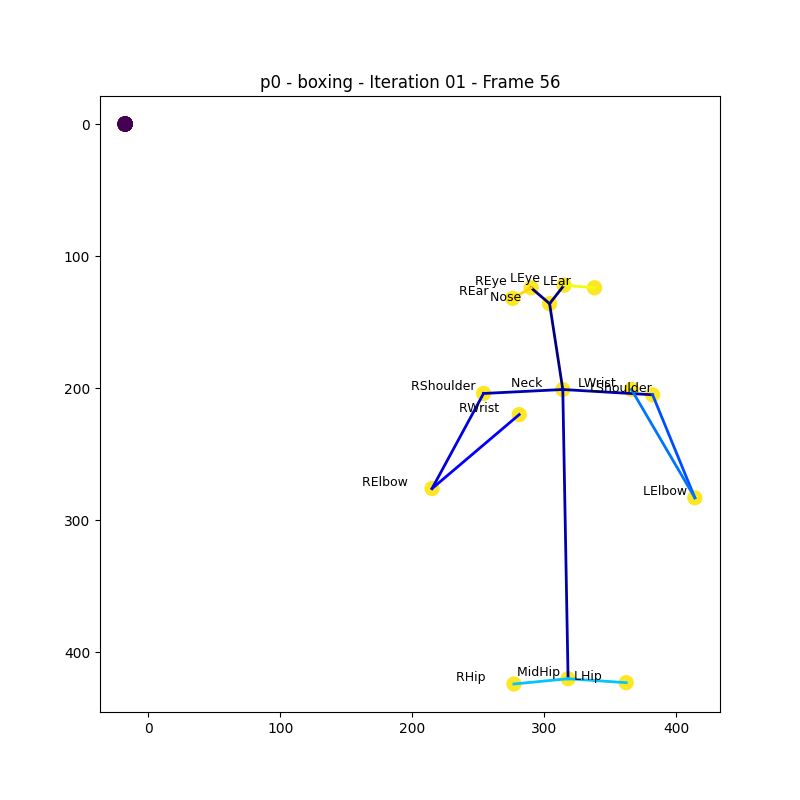 p0 - boxing - Iteration 01 - Frame 56
0
100
200
300
400
REye LEye LEar
REar Nose
RShoulder Neck LWrist LShoulder
RWrist
RElbow
LElbow
RHip MidHip LHip
0 100 200 300 400